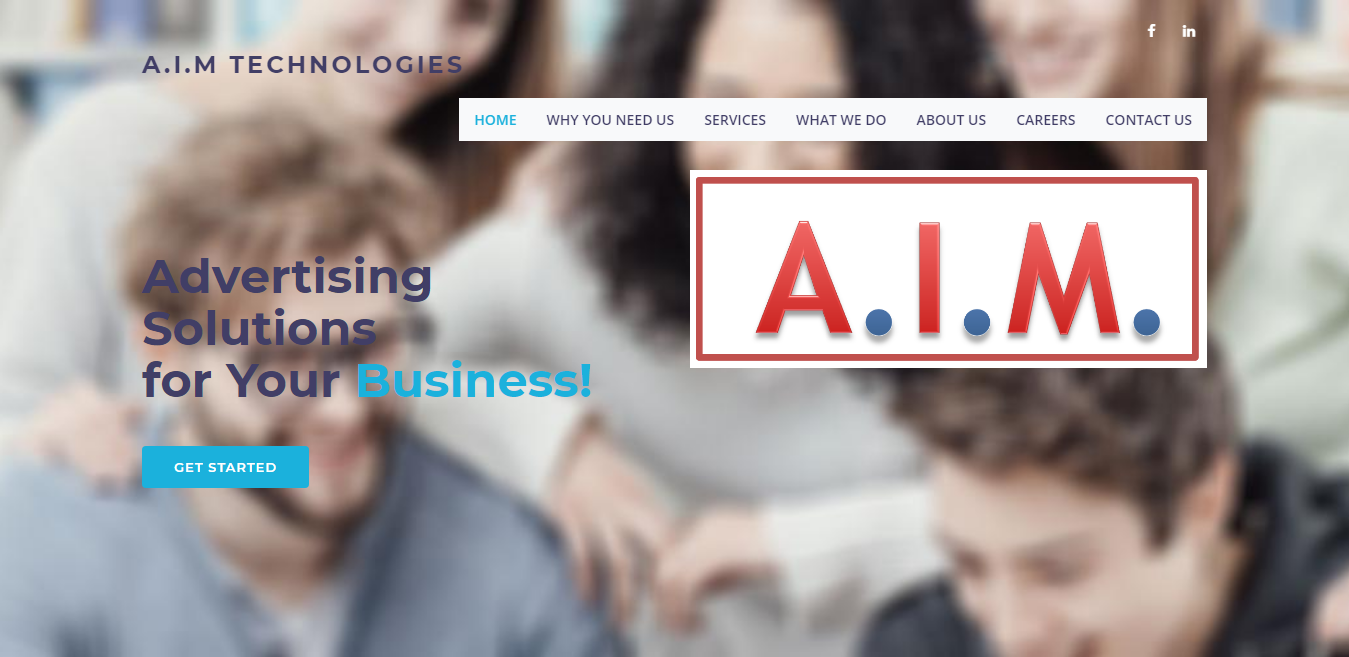 A.I.M TECHNOLOGIES
HOME WHY YOU NEED US SERVICES WHAT WE DO ABOUT US CAREERS CONTACT US
A.I.M.
Advertising
Solutions
for Your Business!
GET STARTED